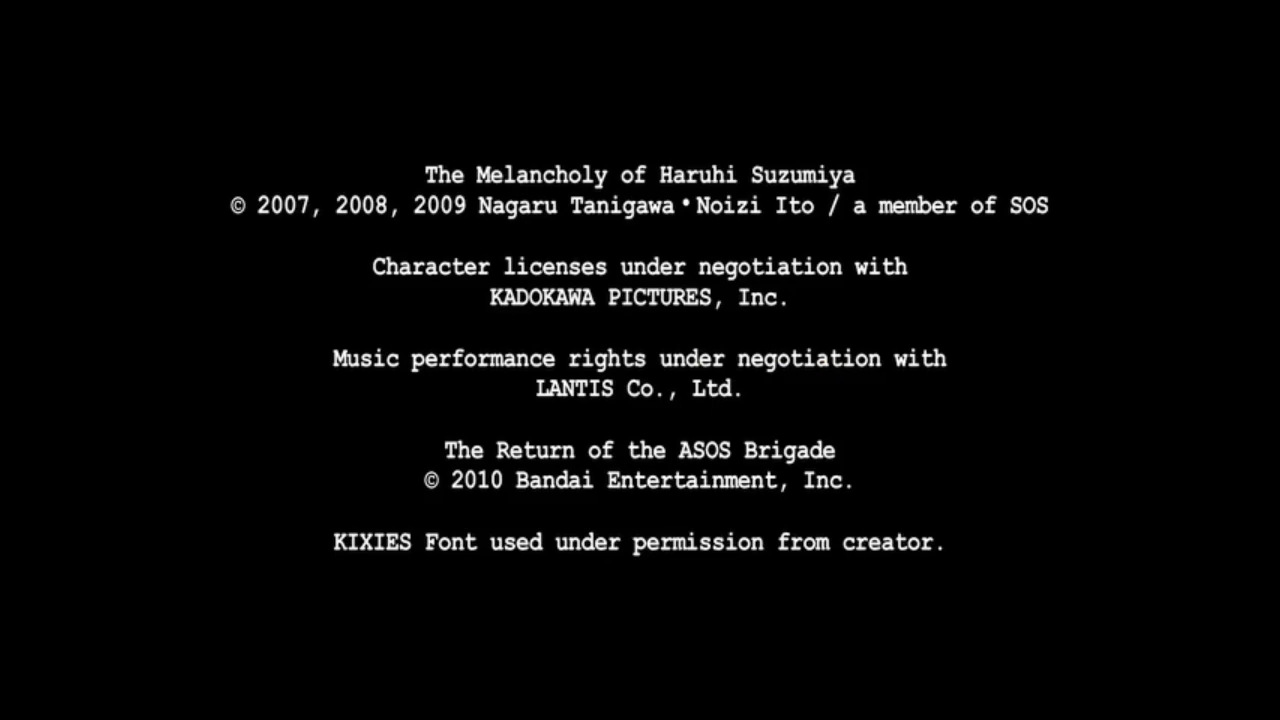 The Melancholy of Haruhi Suzumiya
© 2007, 2008, 2009 Nagaru Tanigawa•Noizi Ito / a member of SOS
Character licenses under negotiation with
KADOKAWA PICTURES, Inc.
Music performance rights under negotiation with
LANTIS Co., Ltd.
The Return of the ASOS Brigade
© 2010 Bandai Entertainment, Inc.
KIXIES Font used under permission from creator.